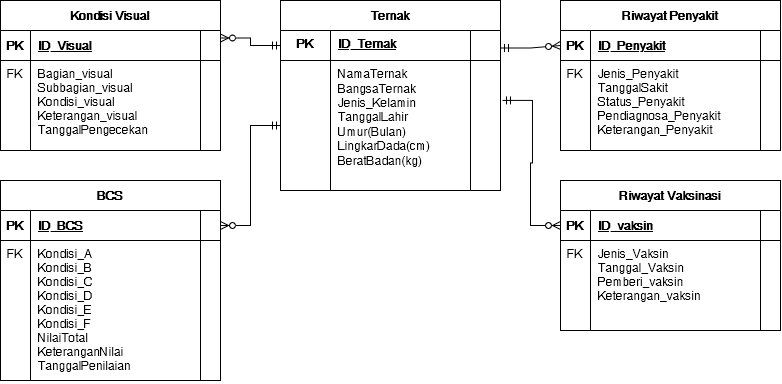 Kondisi Visual
PK ID_Visual
FK Bagian_visual
Subbagian_visual
Kondisi_visual
Keterangan_visual
TanggalPengecekan
Ternak
PK ID_Ternak
NamaTernak
BangsaTernak
Jenis_Kelamin
TanggalLahir
Umur(Bulan)
LingkarDada(cm)
BeratBadan(kg)
Riwayat Penyakit
PK ID_Penyakit
FK Jenis_Penyakit
TanggalSakit
Status_Penyakit
Pendiagnosa_Penyakit
Keterangan_Penyakit
BCS
PK ID_BCS
FK Kondisi_A
Kondisi_B
Kondisi_C
Kondisi_D
Kondisi_E
Kondisi_F
NilaiTotal
KeteranganNilai
TanggalPenilaian
Riwayat Vaksinasi
PK ID_vaksin
FK Jenis_Vaksin
Tanggal_Vaksin
Pemberi_vaksin
Keterangan_vaksin